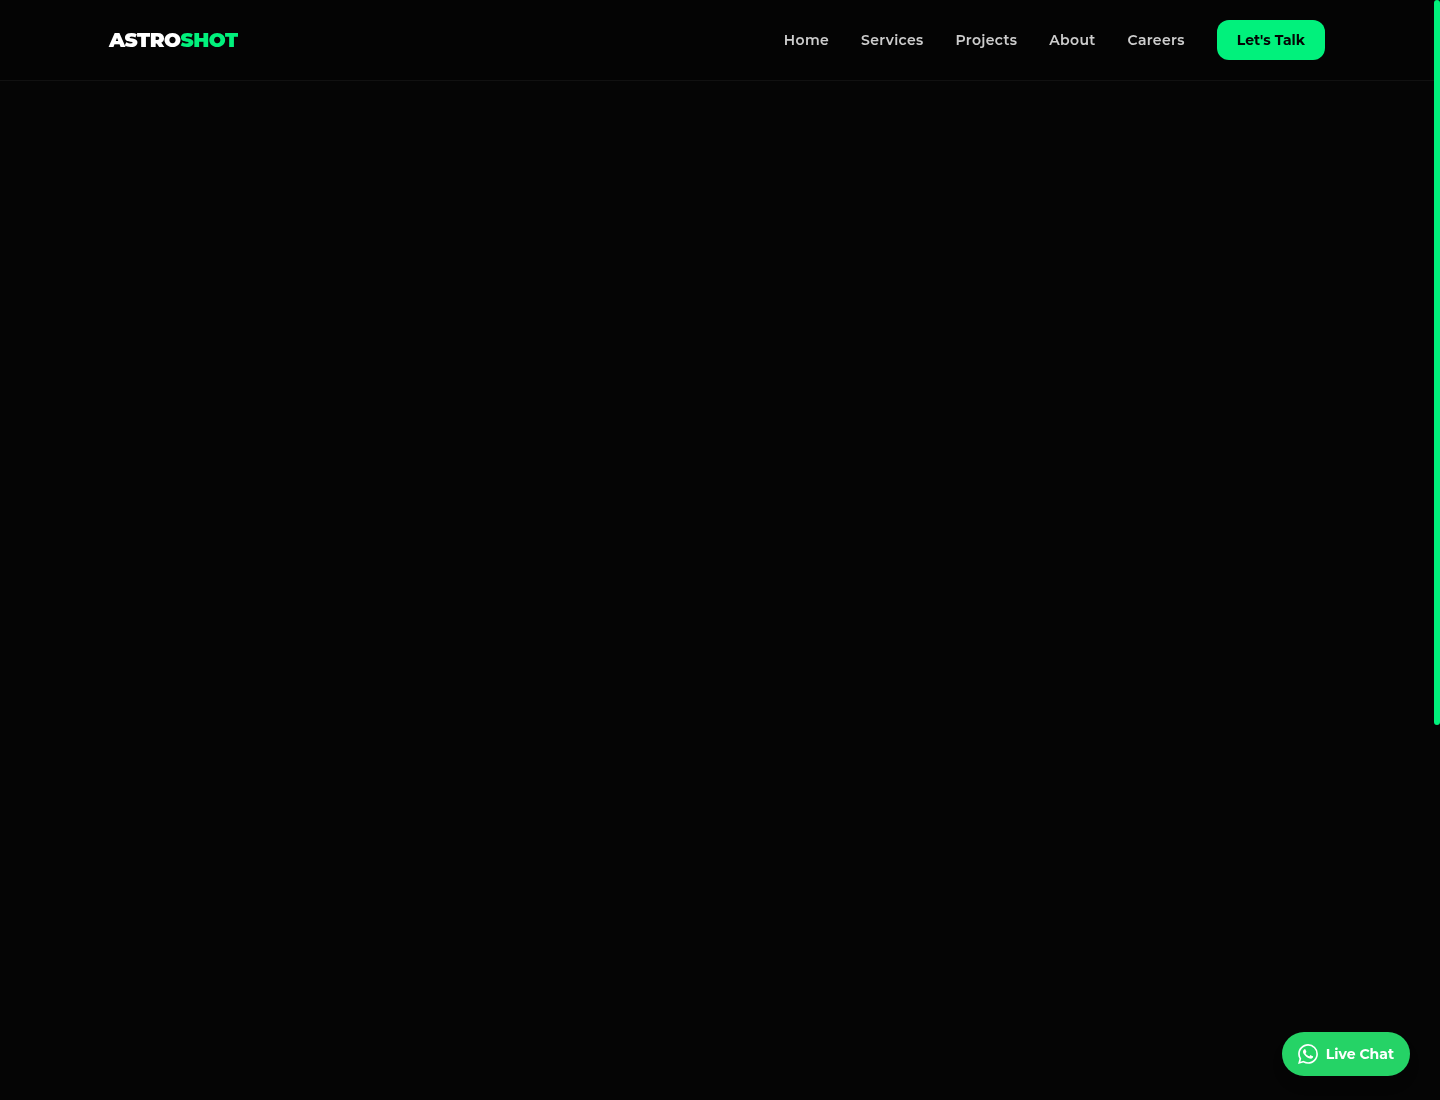 ASTROSHOT
Home
Services
Projects
About
Careers
Let's Talk
Live Chat